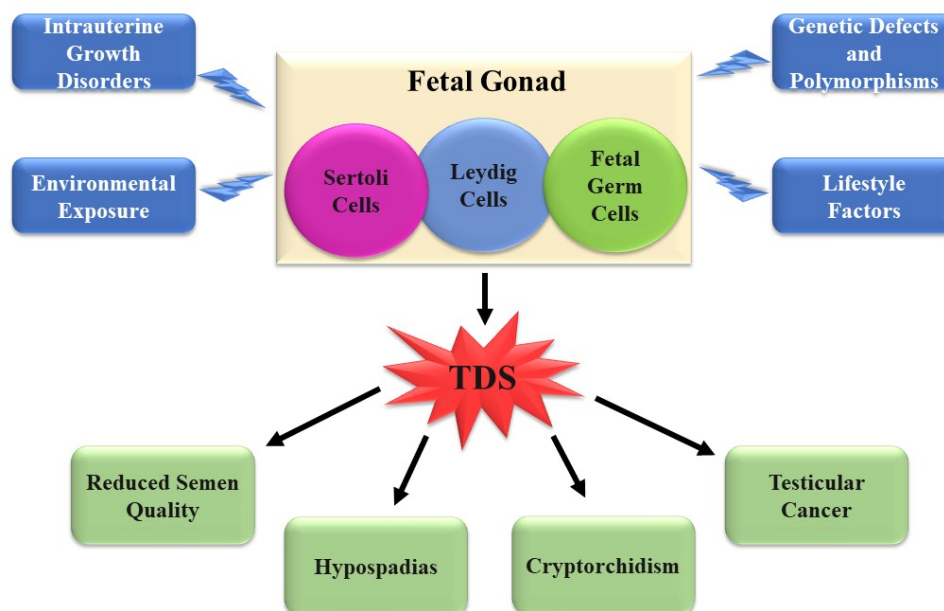 Intrauterine
Growth
Disorders
Genetic Defects
and
Polymorphisms
Fetal Gonad
Environmental
Exposure
Sertoli
Cells
Leydig
Cells
Fetal
Germ
Cells
Lifestyle
Factors
TDS
Reduced Semen
Quality
Hypospadias
Cryptorchidism
Testicular
Cancer